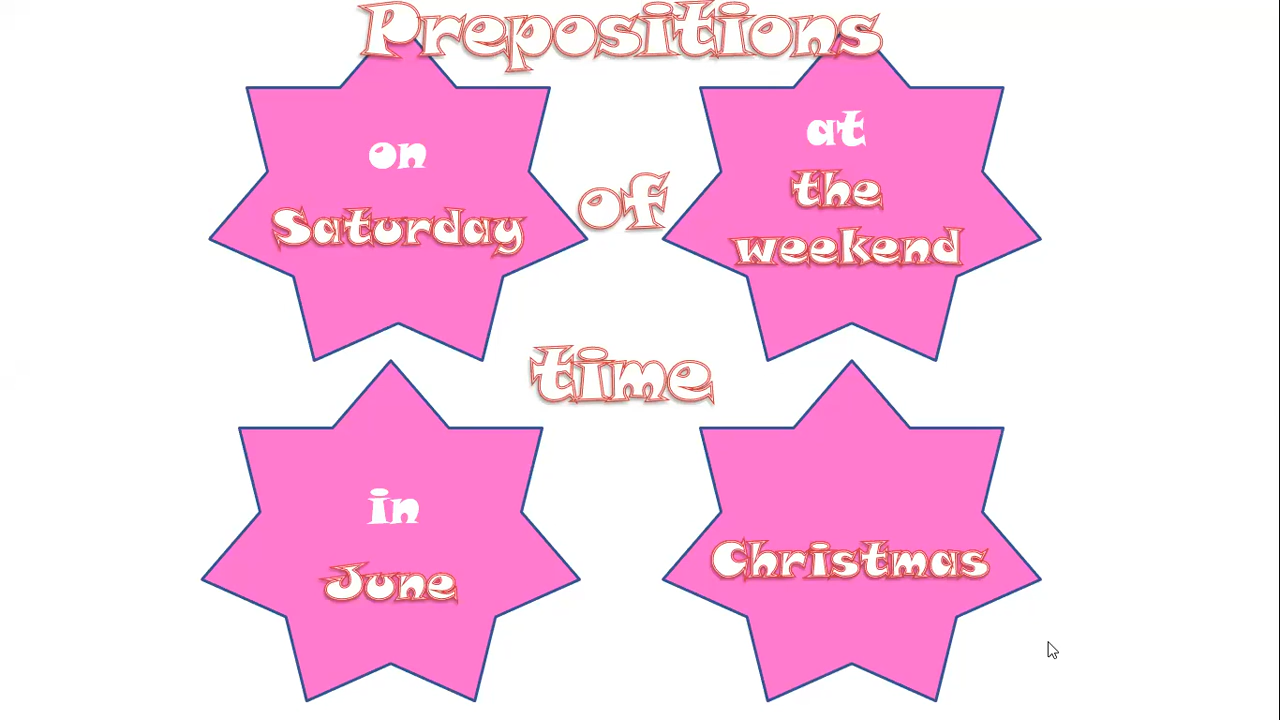 Prepositions
of
time
on
Saturday
at
the
weekend
in
June
Christmas